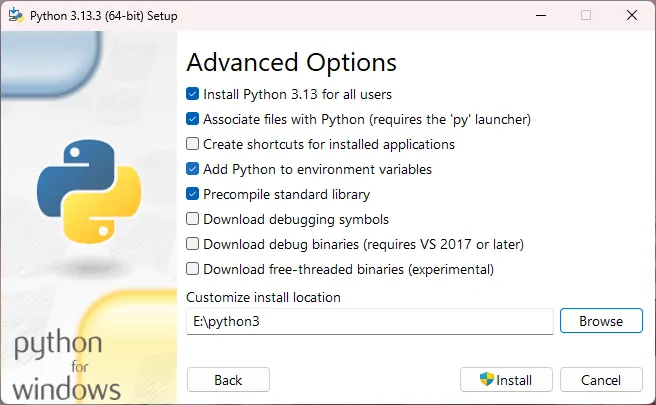 Python 3.13.3 (64-bit) Setup
Advanced Options
Install Python 3.13 for all users
Associate files with Python (requires the 'py' launcher)
Create shortcuts for installed applications
Add Python to environment variables
Precompile standard library
Download debugging symbols
Download debug binaries (requires VS 2017 or later)
Download free-threaded binaries (experimental)
Customize install location
E:\python3
Browse
python
for
windows
Back
Install
Cancel